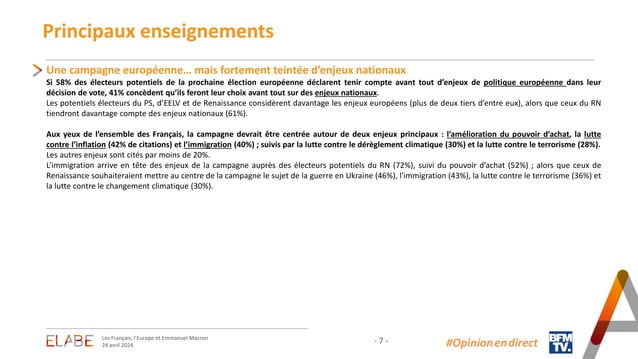 Principaux enseignements
Une campagne européenne… mais fortement teintée d'enjeux nationaux
Si 58% des électeurs potentiels de la prochaine élection européenne déclarent tenir compte avant tout d'enjeux de politique européenne dans leur
décision de vote, 41% concèdent qu'ils feront leur choix avant tout sur des enjeux nationaux.
Les potentiels électeurs du PS, d'EELV et de Renaissance considèrent davantage les enjeux européens (plus de deux tiers d'entre eux), alors que ceux du RN
tiendront davantage compte des enjeux nationaux (61%).
Aux yeux de l'ensemble des Français, la campagne devrait être centrée autour de deux enjeux principaux : l'amélioration du pouvoir d'achat, la lutte
contre l'inflation (42% de citations) et l'immigration (40%) ; suivis par la lutte contre le dérèglement climatique (30%) et la lutte contre le terrorisme (28%).
Les autres enjeux sont cités par moins de 20%.
L'immigration arrive en tête des enjeux de la campagne auprès des électeurs potentiels du RN (72%), suivi du pouvoir d'achat (52%) ; alors que ceux de
Renaissance souhaiteraient mettre au centre de la campagne le sujet de la guerre en Ukraine (46%), l'immigration (43%), la lutte contre le terrorisme (36%) et
la lutte contre le changement climatique (30%).
ELABE
Les Français, l'Europe et Emmanuel Macron
24 avril 2024
- 7 -
#Opinionendirect
BFM
TV.